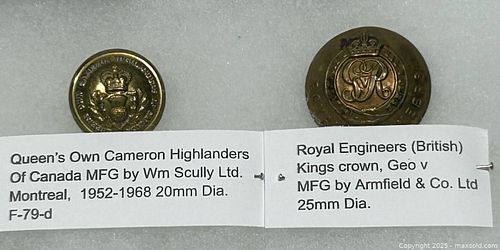 Queen's Own Cameron Highlanders
Of Canada MFG by Wm Scully Ltd.
Montreal,  1952-1968 20mm Dia.
F-79-d
Royal Engineers (British)
Kings crown, Geo v
MFG by Armfield & Co. Ltd
25mm Dia.
Copyright 2025 - maxsold.com